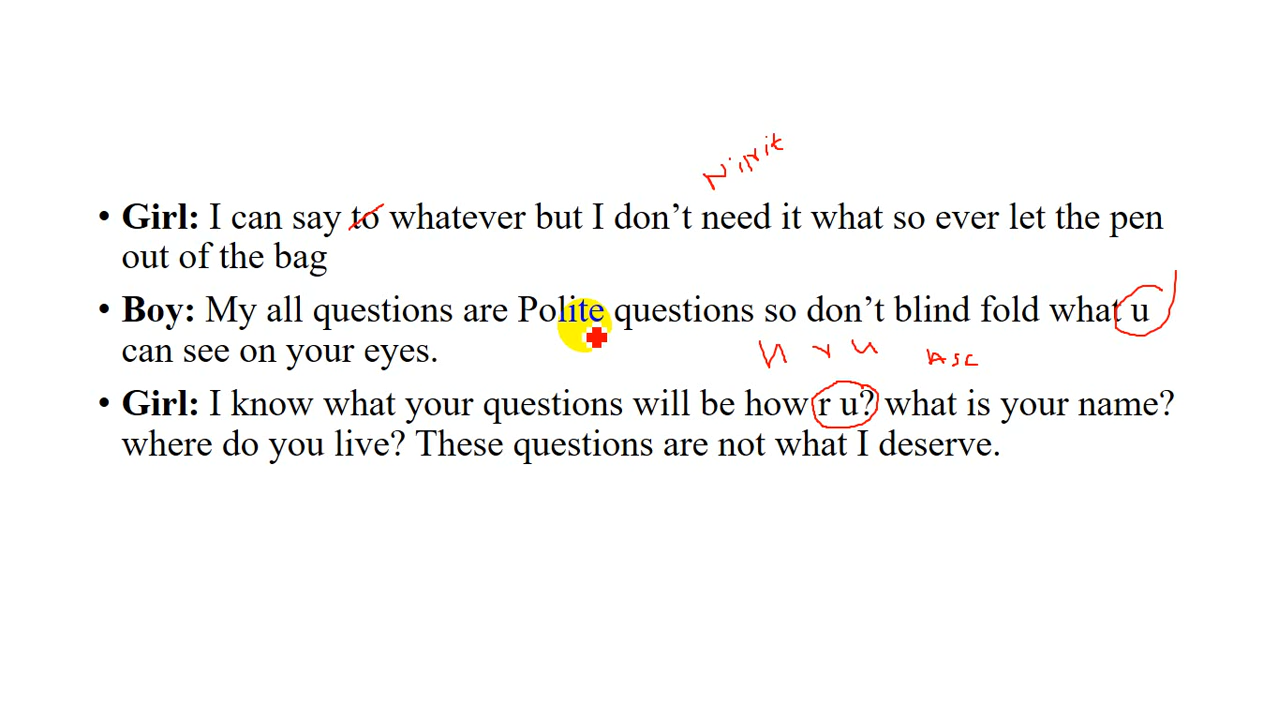 • Girl: I can say to whatever but I don’t need it what so ever let the pen
out of the bag
• Boy: My all questions are Polite questions so don’t blind fold what u
can see on your eyes.
H r u
• Girl: I know what your questions will be how r u? what is your name?
where do you live? These questions are not what I deserve.